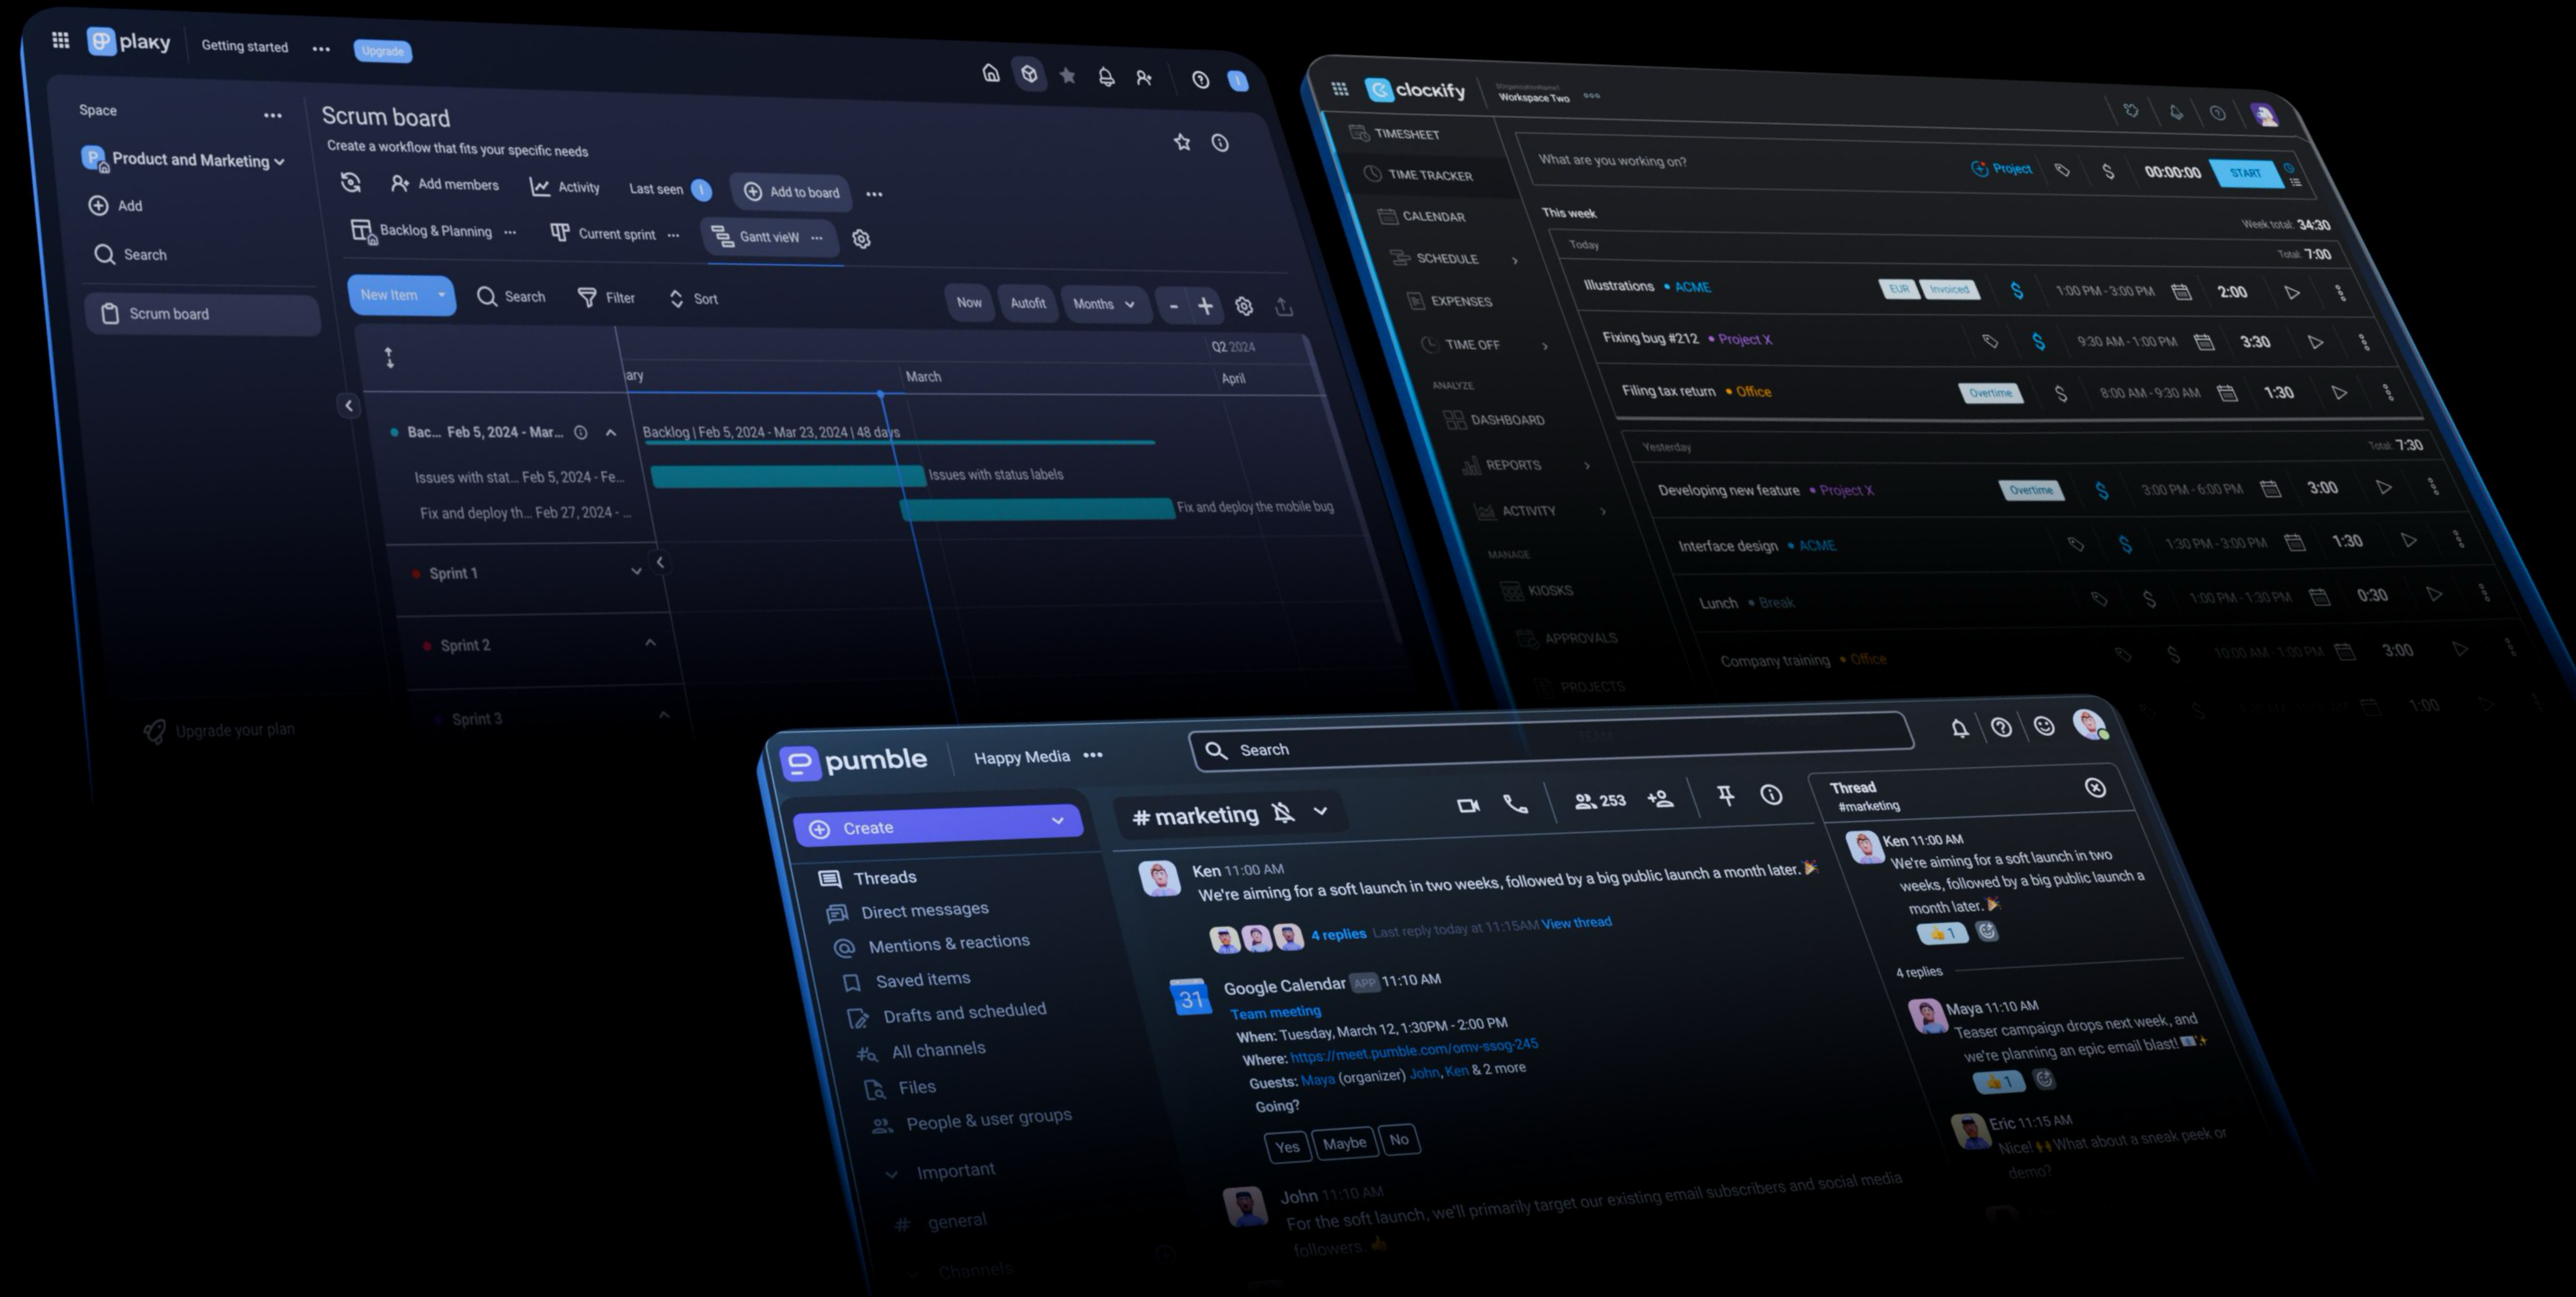 plaky
Getting started
Upgrade
Space
Product and Marketing
Add
Search
Scrum board
Upgrade your plan
Scrum board
Create a workflow that fits your specific needs
Add members
Activity
Last seen
Add to board
Backlog & Planning
Current sprint
Gantt vieW
New Item
Search
Filter
Sort
Now
Autofit
Months
Q2 2024
ary
March
April
Bac... Feb 5, 2024 - Mar...
Backlog | Feb 5, 2024 - Mar 23, 2024 | 48 days
Issues with stat... Feb 5, 2024 - Fe...
Issues with status labels
Fix and deploy th... Feb 27, 2024 - ...
Fix and deploy the mobile bug
Sprint 1
Sprint 2
Sprint 3
clockify
Workspace Two
TIMESHEET
TIME TRACKER
CALENDAR
SCHEDULE
EXPENSES
TIME OFF
ANALYZE
DASHBOARD
REPORTS
ACTIVITY
MANAGE
KIOSKS
APPROVALS
PROJECTS
TEAM
What are you working on?
Project
$
00:00:00
START
This week
Week total: 34:30
Today
Total: 7:00
Illustrations • ACME EUR Invoiced $ 1:00 PM - 3:00 PM 2:00
Fixing bug #212 • Project X $ 9:30 AM - 1:00 PM 3:30
Filing tax return • Office Overtime $ 8:00 AM - 9:30 AM 1:30
Yesterday
Total: 7:30
Developing new feature • Project X Overtime $ 3:00 PM - 6:00 PM 3:00
Interface design • ACME $ 1:30 PM - 3:00 PM 1:30
Lunch • Break $ 1:00 PM - 1:30 PM 0:30
Company training • Office $ 10:00 AM - 1:00 PM 3:00
1:00
pumble
Happy Media
Search
Create
Threads
Direct messages
Mentions & reactions
Saved items
Drafts and scheduled
All channels
Files
People & user groups
Important
# general
Channels
# marketing
253
Ken 11:00 AM
We're aiming for a soft launch in two weeks, followed by a big public launch a month later. 🎉
4 replies Last reply today at 11:15AM View thread
31
Google Calendar APP 11:10 AM
Team meeting
When: Tuesday, March 12, 1:30PM - 2:00 PM
Where: https://meet.pumble.com/omv-ssog-245
Guests: Maya (organizer) John, Ken & 2 more
Going?
Yes
Maybe
No
John 11:10 AM
For the soft launch, we'll primarily target our existing email subscribers and social media
followers. 👍
Thread
#marketing
Ken 11:00 AM
We're aiming for a soft launch in two
weeks, followed by a big public launch a
month later. 🎉
👍 1
4 replies
Maya 11:10 AM
Teaser campaign drops next week, and
we're planning an epic email blast! 📧✨
👍 1
Eric 11:15 AM
Nice! 🙌 What about a sneak peek or
demo?